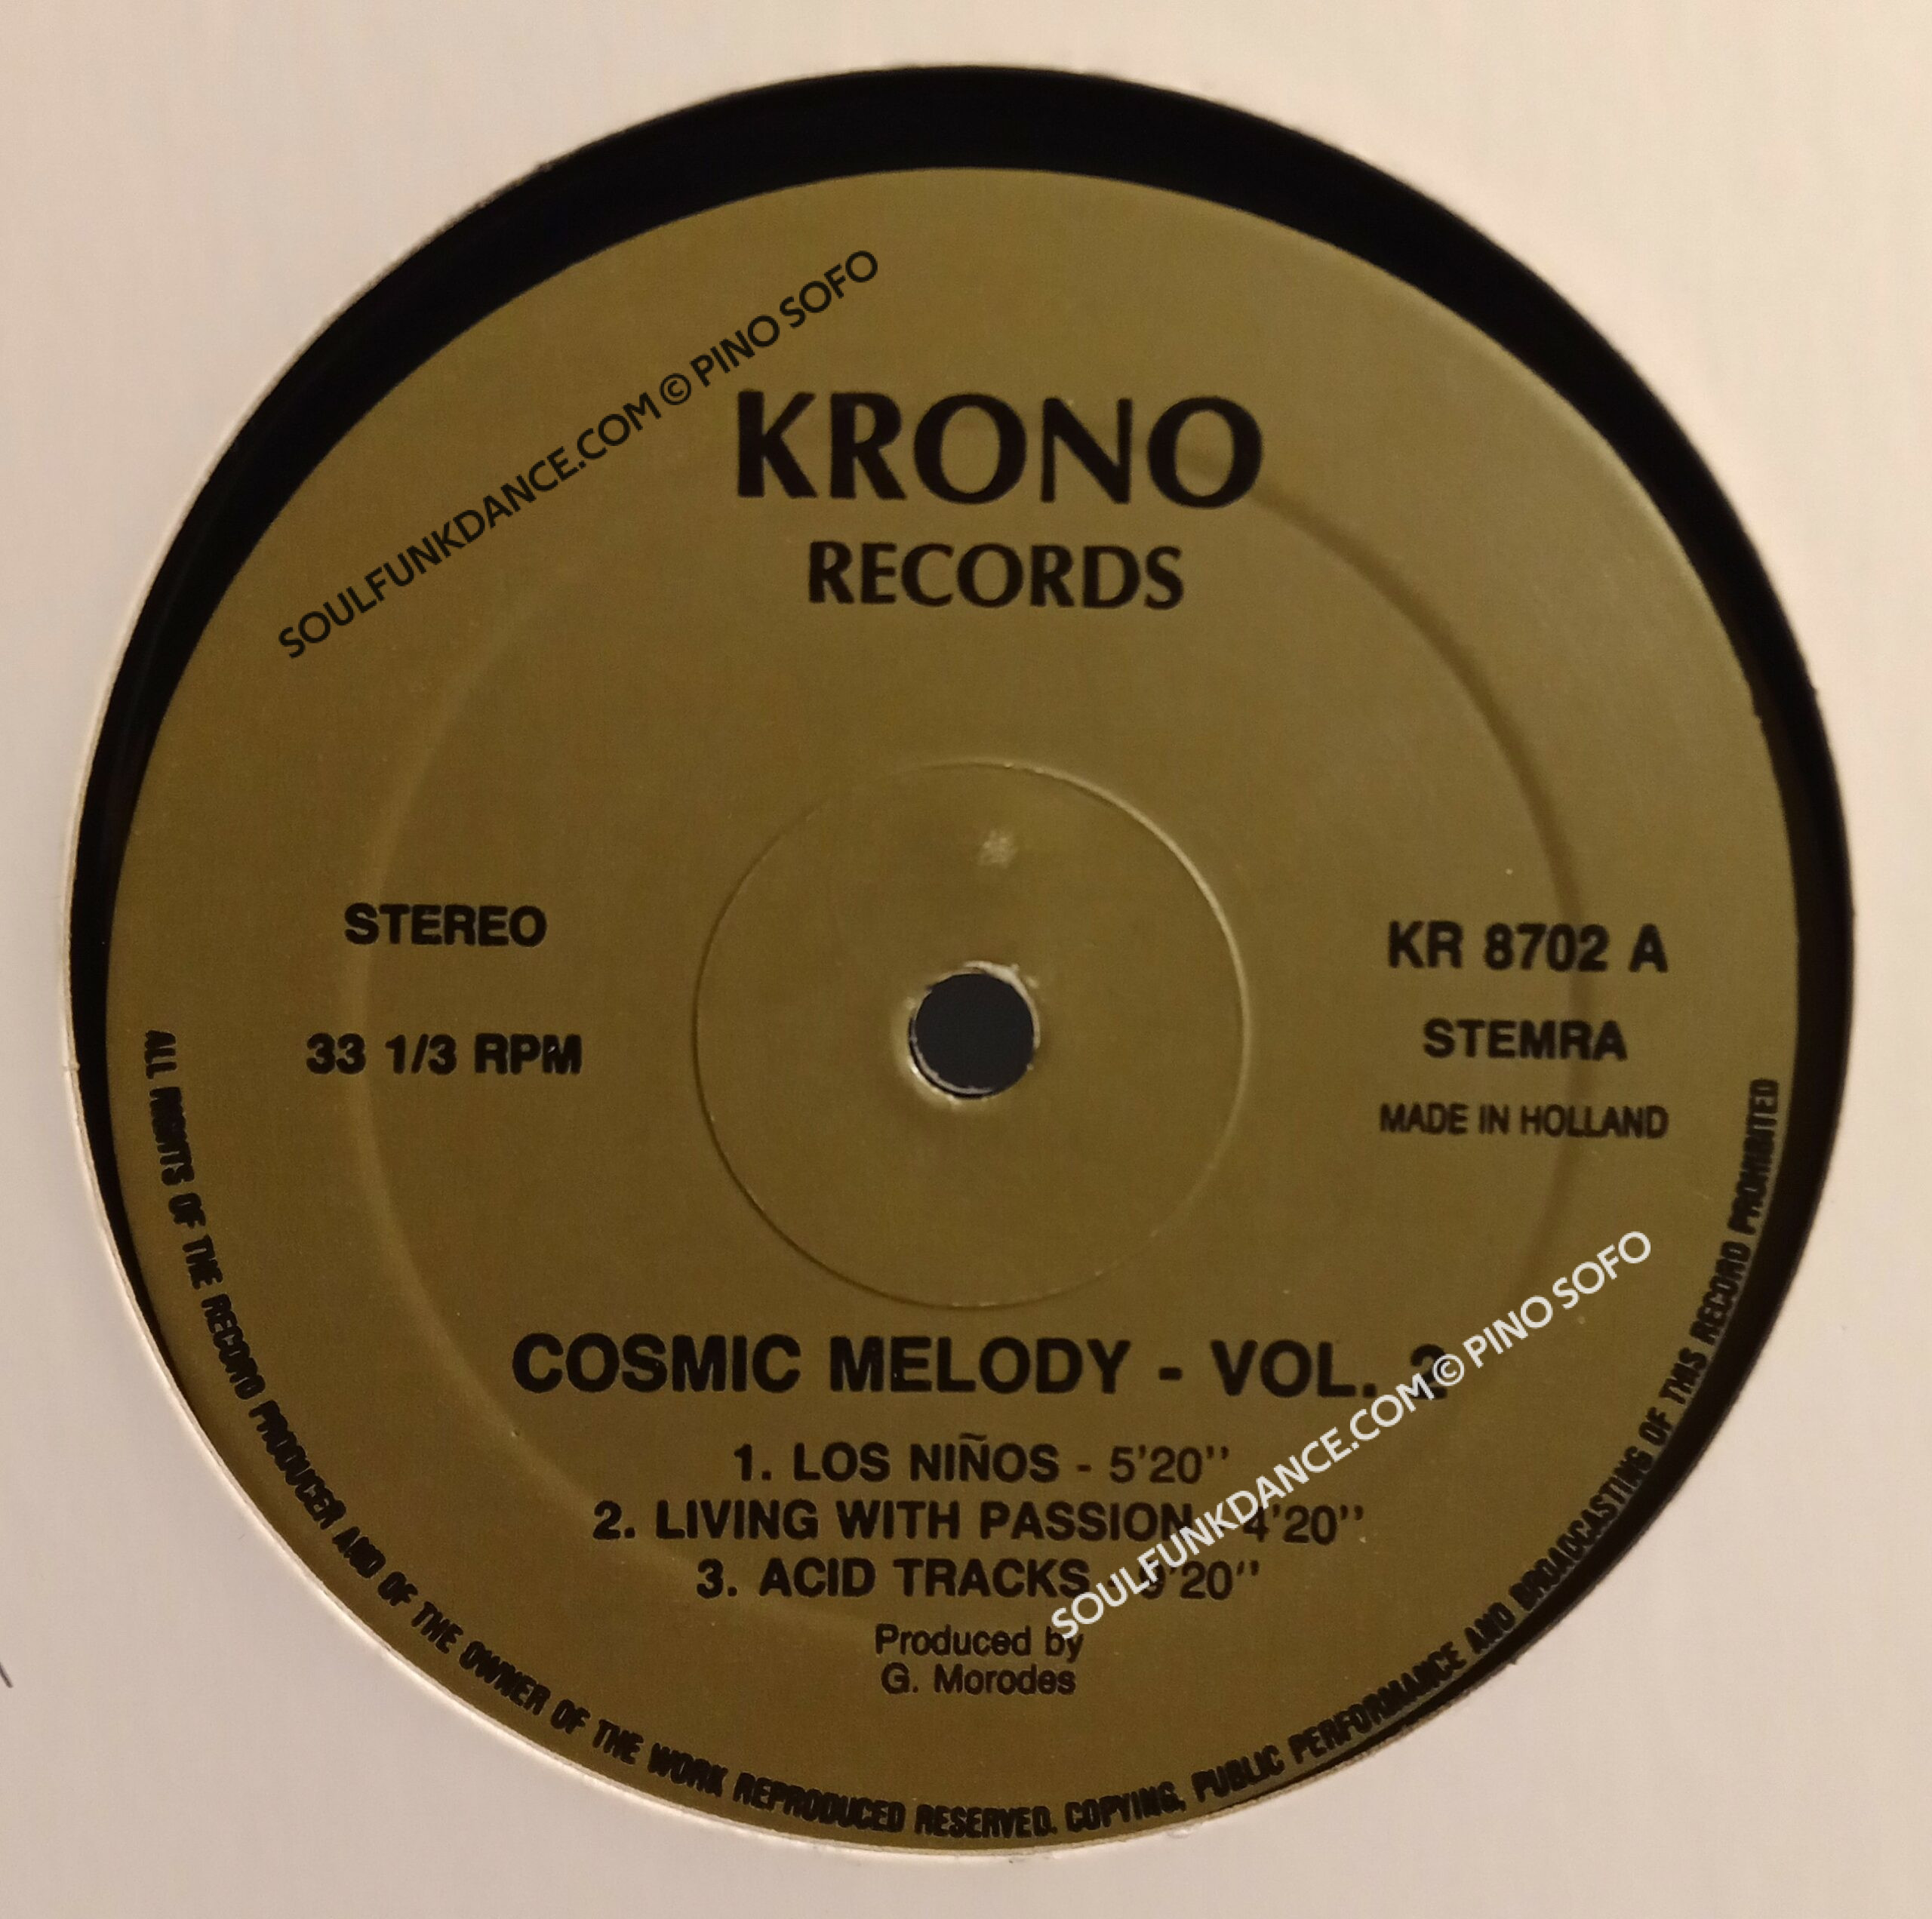 SOULFUNKDANCE.COM © PINO SOFO
KRONO
RECORDS
STEREO
33 1/3 RPM
KR 8702 A
STEMRA
MADE IN HOLLAND
COSMIC MELODY - VOL. 2
1. LOS NIÑOS - 5'20''
2. LIVING WITH PASSION - 4'20''
3. ACID TRACKS - 9'20''
Produced by
G. Morodes
SOULFUNKDANCE.COM © PINO SOFO
ALL RIGHTS OF THE RECORD PRODUCER AND OF THE OWNER OF THE WORK REPRODUCED RESERVED. COPYING, PUBLIC PERFORMANCE AND BROADCASTING OF THIS RECORD PROHIBITED